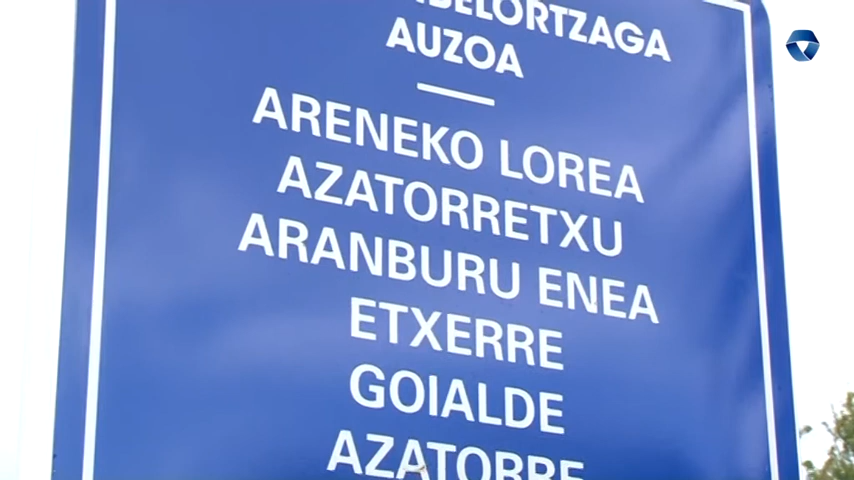 AUZOA
ARENEKO LOREA
AZATORRETXU
ARANBURU ENEA
ETXERRE
GOIALDE
AZATORRE